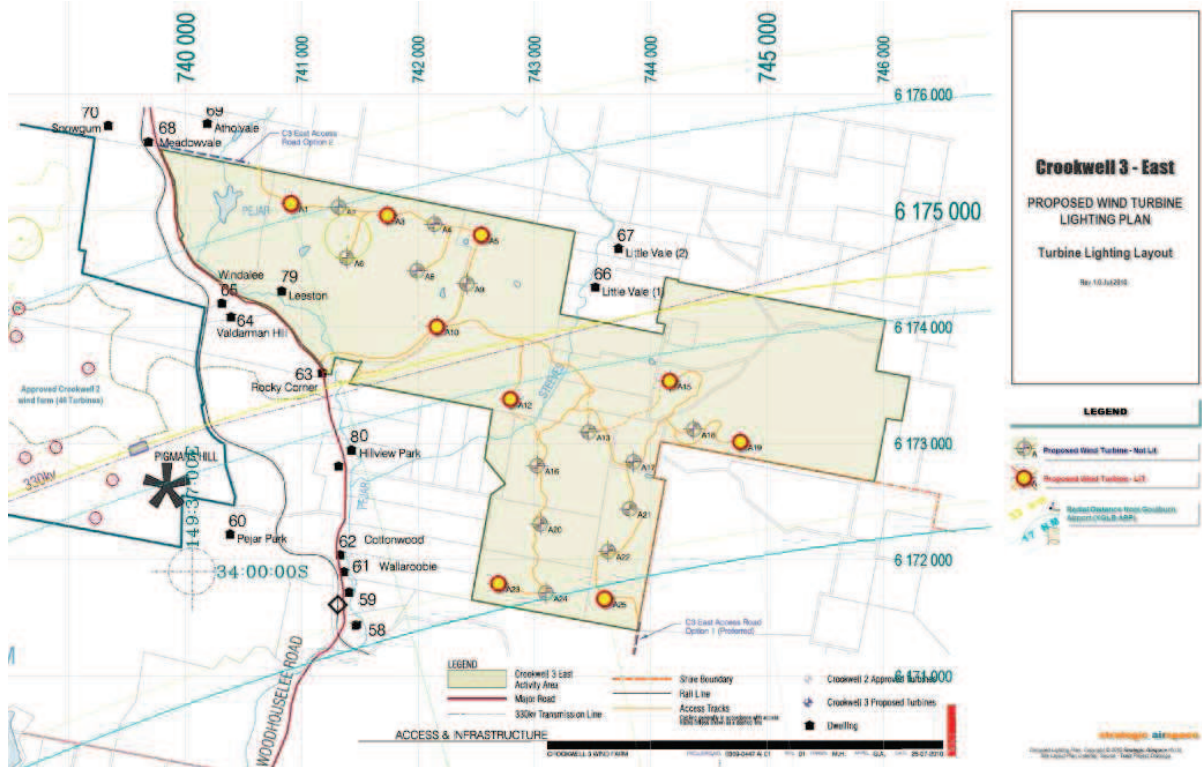 740 000
741 000
742 000
743 000
744 000
745 000
746 000
6 176 000
6 175 000
6 174 000
6 173 000
6 172 000
6 171 000
70
Snowgum
68
Meadowvale
69
Atholvale
C3 East Access
Road Option 2
PEJAR
A1
A2
A3
A4
A5
A6
A8
A9
A10
67
Little Vale (2)
66
Little Vale (1)
Windalee
65
79
Leeston
64
Valdarman Hill
63
Rocky Corner
Approved Crookwell 2
wind farm (46 Turbines)
A12
A13
A15
A16
A17
A18
A19
A20
A21
A22
A23
A24
A25
STEEVES
80
Hillview Park
PEJAR
PIGMANS HILL
330kv
149:37:00E
34:00:00S
60
Pejar Park
62
Cottonwood
61
Wallaroobie
59
58
WOODHOUSELEE ROAD
C3 East Access Road
Option 1 (Preferred)
LEGEND
Crookwell 3 East
Activity Area
Major Road
330kv Transmission Line
Shire Boundary
Rail Line
Access Tracks
Crookwell 2 Approved Turbines
Crookwell 3 Proposed Turbines
Dwelling
ACCESS & INFRASTRUCTURE
CROOKWELL 3 WIND FARM
Crookwell 3 - East
PROPOSED WIND TURBINE
LIGHTING PLAN
Turbine Lighting Layout
LEGEND
Proposed Wind Turbine - Not Lit
Proposed Wind Turbine - LIT
Radial Distance from Goulburn
Airport (YGLB ARP)
strategic airspace